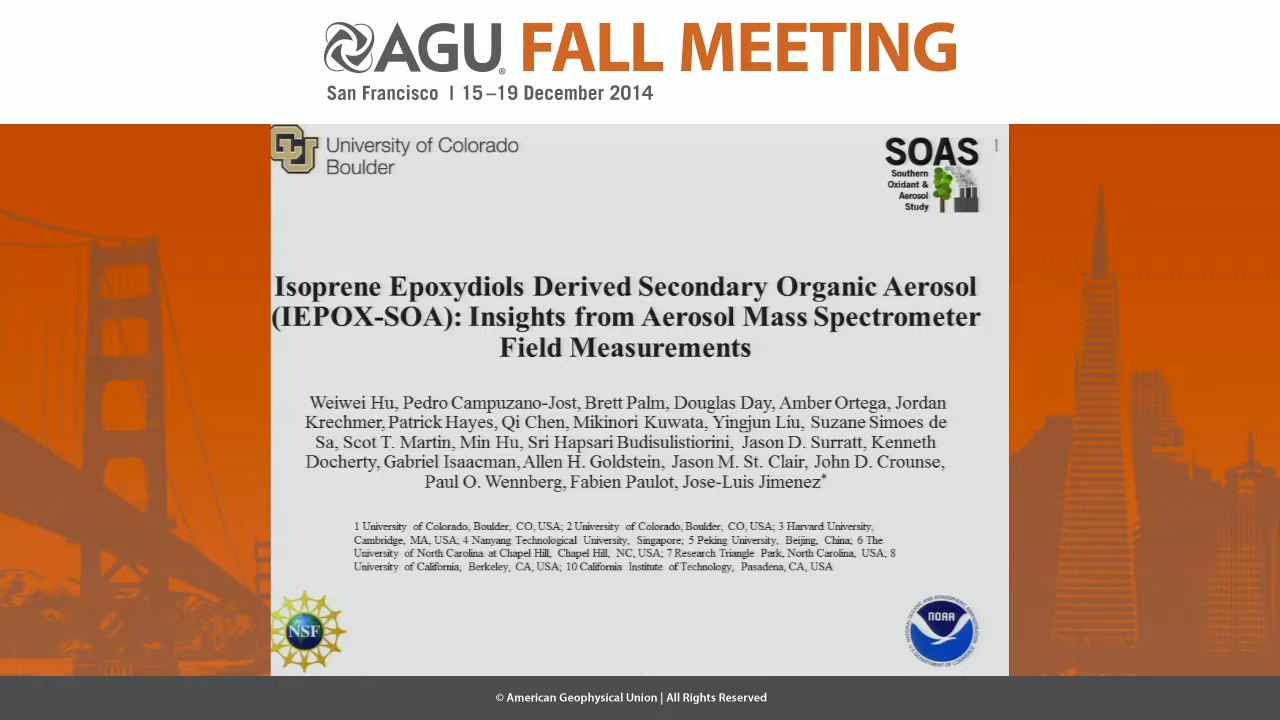 AGU® FALL MEETING
San Francisco | 15–19 December 2014
University of Colorado
Boulder
SOAS
Southern
Oxidant &
Aerosol
Study
1
Isoprene Epoxydiols Derived Secondary Organic Aerosol
(IEPOX-SOA): Insights from Aerosol Mass Spectrometer
Field Measurements
Weiwei Hu, Pedro Campuzano-Jost, Brett Palm, Douglas Day, Amber Ortega, Jordan
Krechmer, Patrick Hayes, Qi Chen, Mikinori Kuwata, Yingjun Liu, Suzane Simoes de
Sa, Scot T. Martin, Min Hu, Sri Hapsari Budisulistiorini, Jason D. Surratt, Kenneth
Docherty, Gabriel Isaacman, Allen H. Goldstein, Jason M. St. Clair, John D. Crounse,
Paul O. Wennberg, Fabien Paulot, Jose-Luis Jimenez*
1 University of Colorado, Boulder, CO, USA; 2 University of Colorado, Boulder, CO, USA; 3 Harvard University,
Cambridge, MA, USA; 4 Nanyang Technological University, Singapore; 5 Peking University, Beijing, China; 6 The
University of North Carolina at Chapel Hill, Chapel Hill, NC, USA; 7 Research Triangle Park, North Carolina, USA; 8
University of California, Berkeley, CA, USA; 10 California Institute of Technology, Pasadena, CA, USA
NSF
NOAA
NATIONAL OCEANIC AND ATMOSPHERIC ADMINISTRATION
U.S. DEPARTMENT OF COMMERCE
© American Geophysical Union | All Rights Reserved